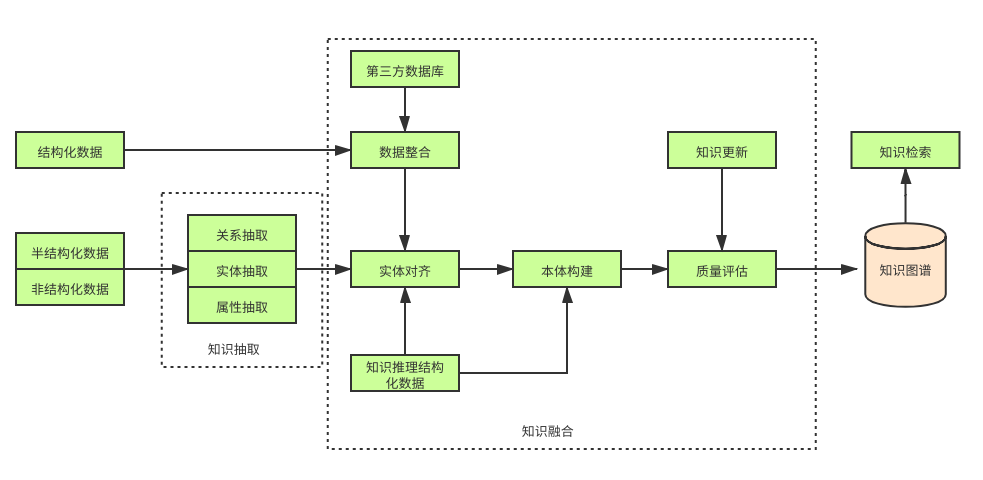 第三方数据库
结构化数据
数据整合
知识更新
知识检索
半结构化数据
非结构化数据
关系抽取
实体抽取
属性抽取
知识抽取
实体对齐
本体构建
质量评估
知识图谱
知识推理结构
化数据
知识融合